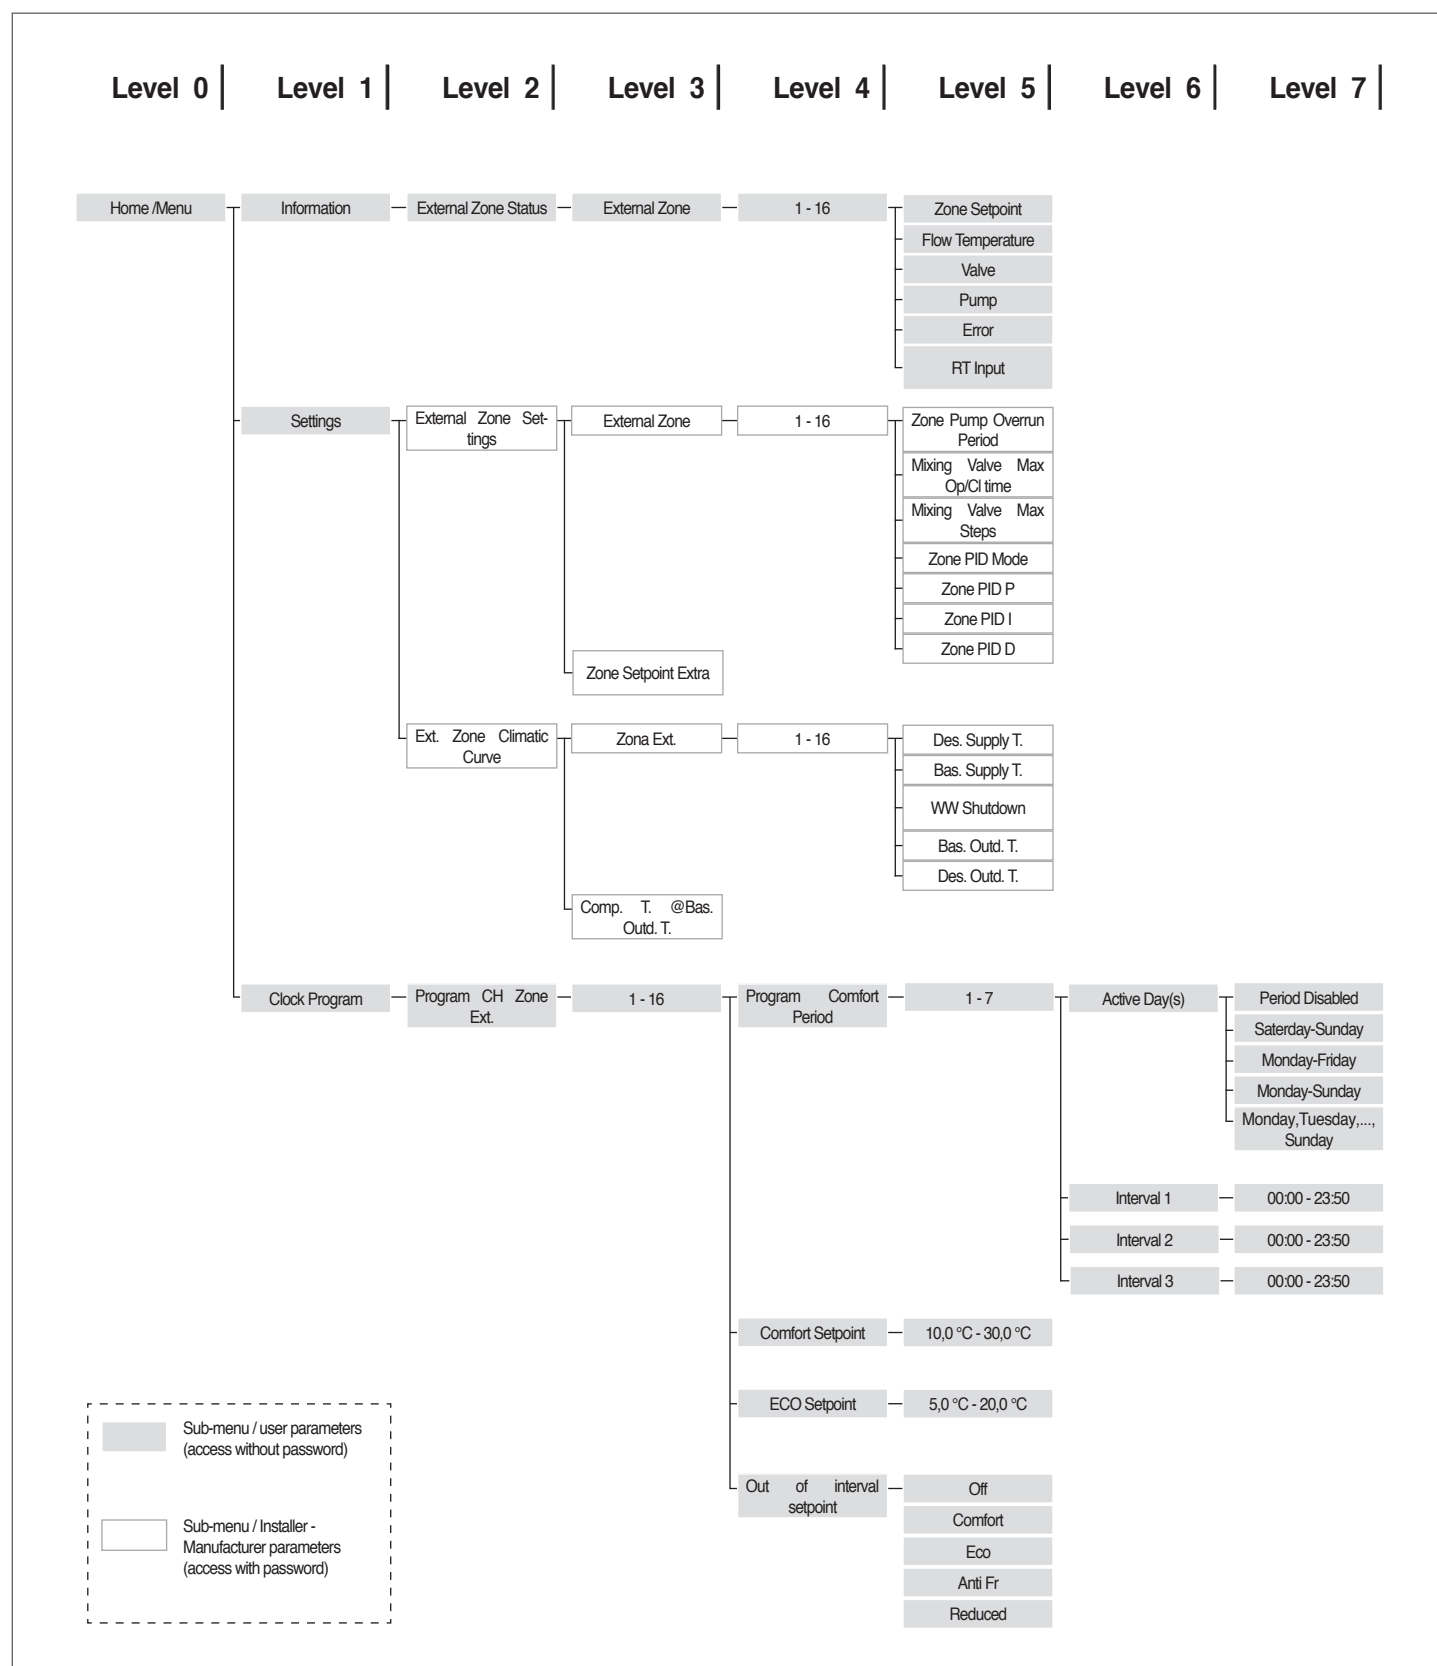 Level 0 Level 1 Level 2 Level 3 Level 4 Level 5 Level 6 Level 7
Home /Menu Information External Zone Status External Zone 1 - 16 Zone Setpoint
Flow Temperature
Valve
Pump
Error
RT Input
Settings External Zone Set-
tings External Zone 1 - 16 Zone Pump Overrun
Period
Mixing Valve Max
Op/Cl time
Mixing Valve Max
Steps
Zone PID Mode
Zone PID P
Zone PID I
Zone PID D
Zone Setpoint Extra
Ext. Zone Climatic
Curve Zona Ext. 1 - 16 Des. Supply T.
Bas. Supply T.
WW Shutdown
Bas. Outd. T.
Des. Outd. T.
Comp. T. @Bas.
Outd. T.
Clock Program Program CH Zone
Ext. 1 - 16 Program Comfort
Period 1 - 7 Active Day(s) Period Disabled
Saterday-Sunday
Monday-Friday
Monday-Sunday
Monday,Tuesday,...,
Sunday
Interval 1 00:00 - 23:50
Interval 2 00:00 - 23:50
Interval 3 00:00 - 23:50
Comfort Setpoint 10,0 °C - 30,0 °C
ECO Setpoint 5,0 °C - 20,0 °C
Out of interval
setpoint Off
Comfort
Eco
Anti Fr
Reduced
Sub-menu / user parameters
(access without password)
Sub-menu / Installer -
Manufacturer parameters
(access with password)